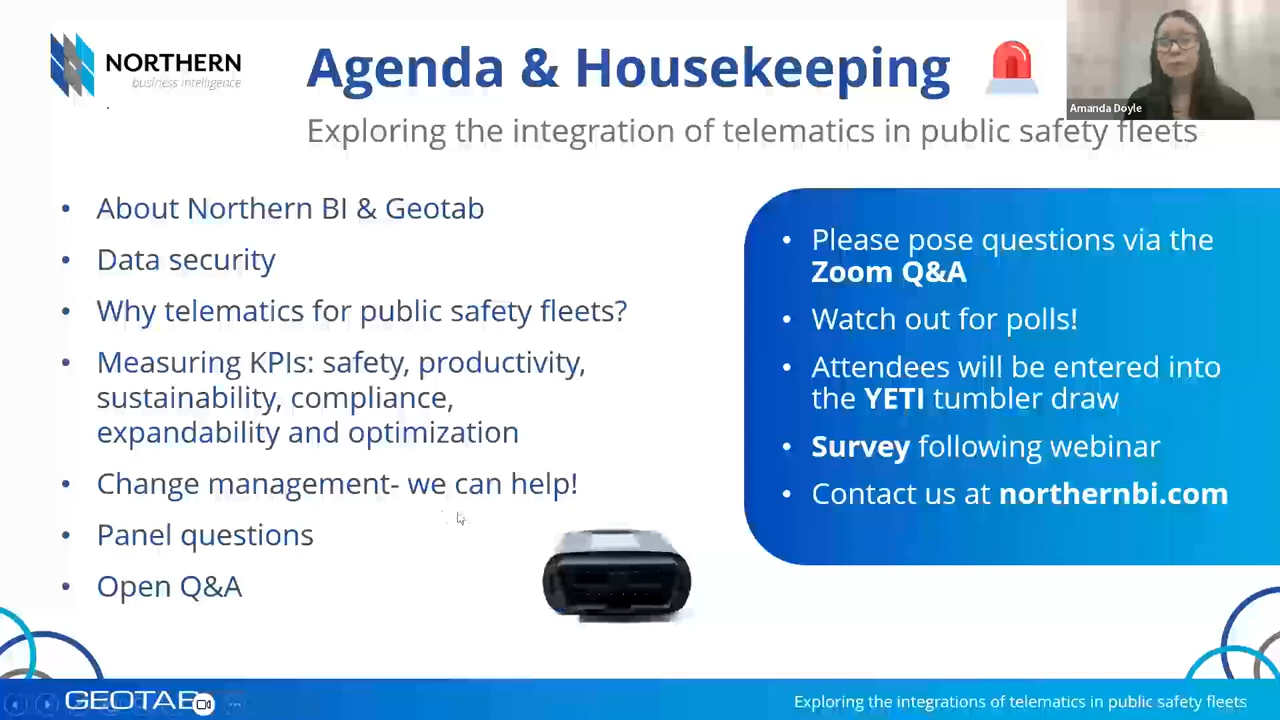 NORTHERN
business intelligence
Agenda & Housekeeping
Exploring the integration of telematics in public safety fleets
Amanda Doyle
• About Northern BI & Geotab
• Data security
• Why telematics for public safety fleets?
• Measuring KPIs: safety, productivity,
sustainability, compliance,
expandability and optimization
• Change management- we can help!
• Panel questions
• Open Q&A
• Please pose questions via the
Zoom Q&A
• Watch out for polls!
• Attendees will be entered into
the YETI tumbler draw
• Survey following webinar
• Contact us at northernbi.com
GEOTAB
Exploring the integrations of telematics in public safety fleets